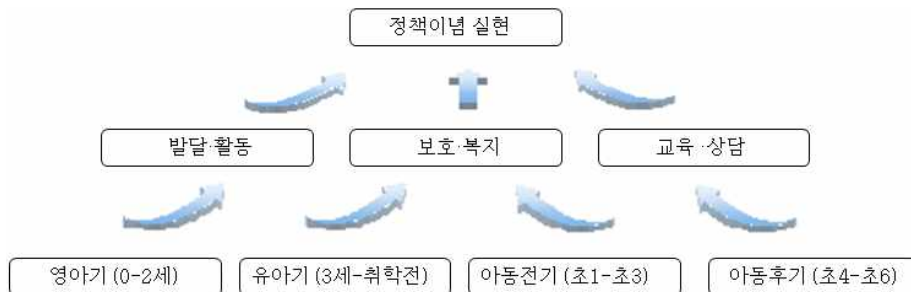 정책이념 실현
발달·활동
보호·복지
교육 ·상담
영아기 (0-2세)
유아기 (3세-취학전)
아동전기 (초1-초3)
아동후기 (초4-초6)